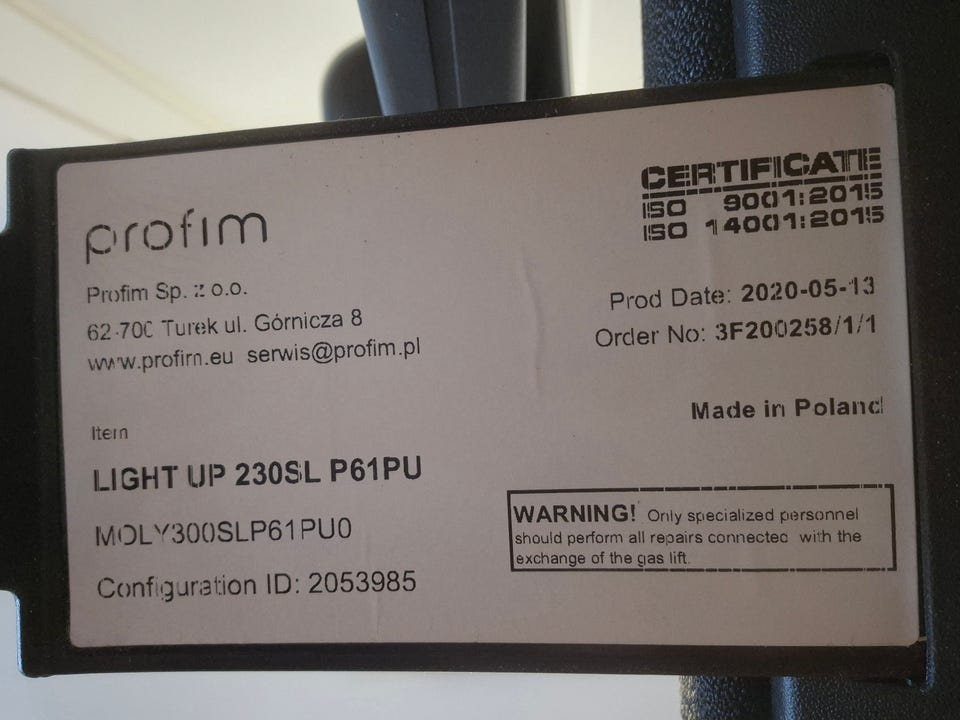 profim
Profim Sp. z o.o.
62-700 Turek ul. Górnicza 8
www.profim.eu serwis@profim.pl
CERTIFICATE
ISO 9001:2015
ISO 14001:2015
Prod Date: 2020-05-13
Order No: 3F200258/1/1
Made in Poland
Item
LIGHT UP 230SL P61PU
MOLY300SLP61PU0
Configuration ID: 2053985
WARNING! Only specialized personnel
should perform all repairs connected with the
exchange of the gas lift.